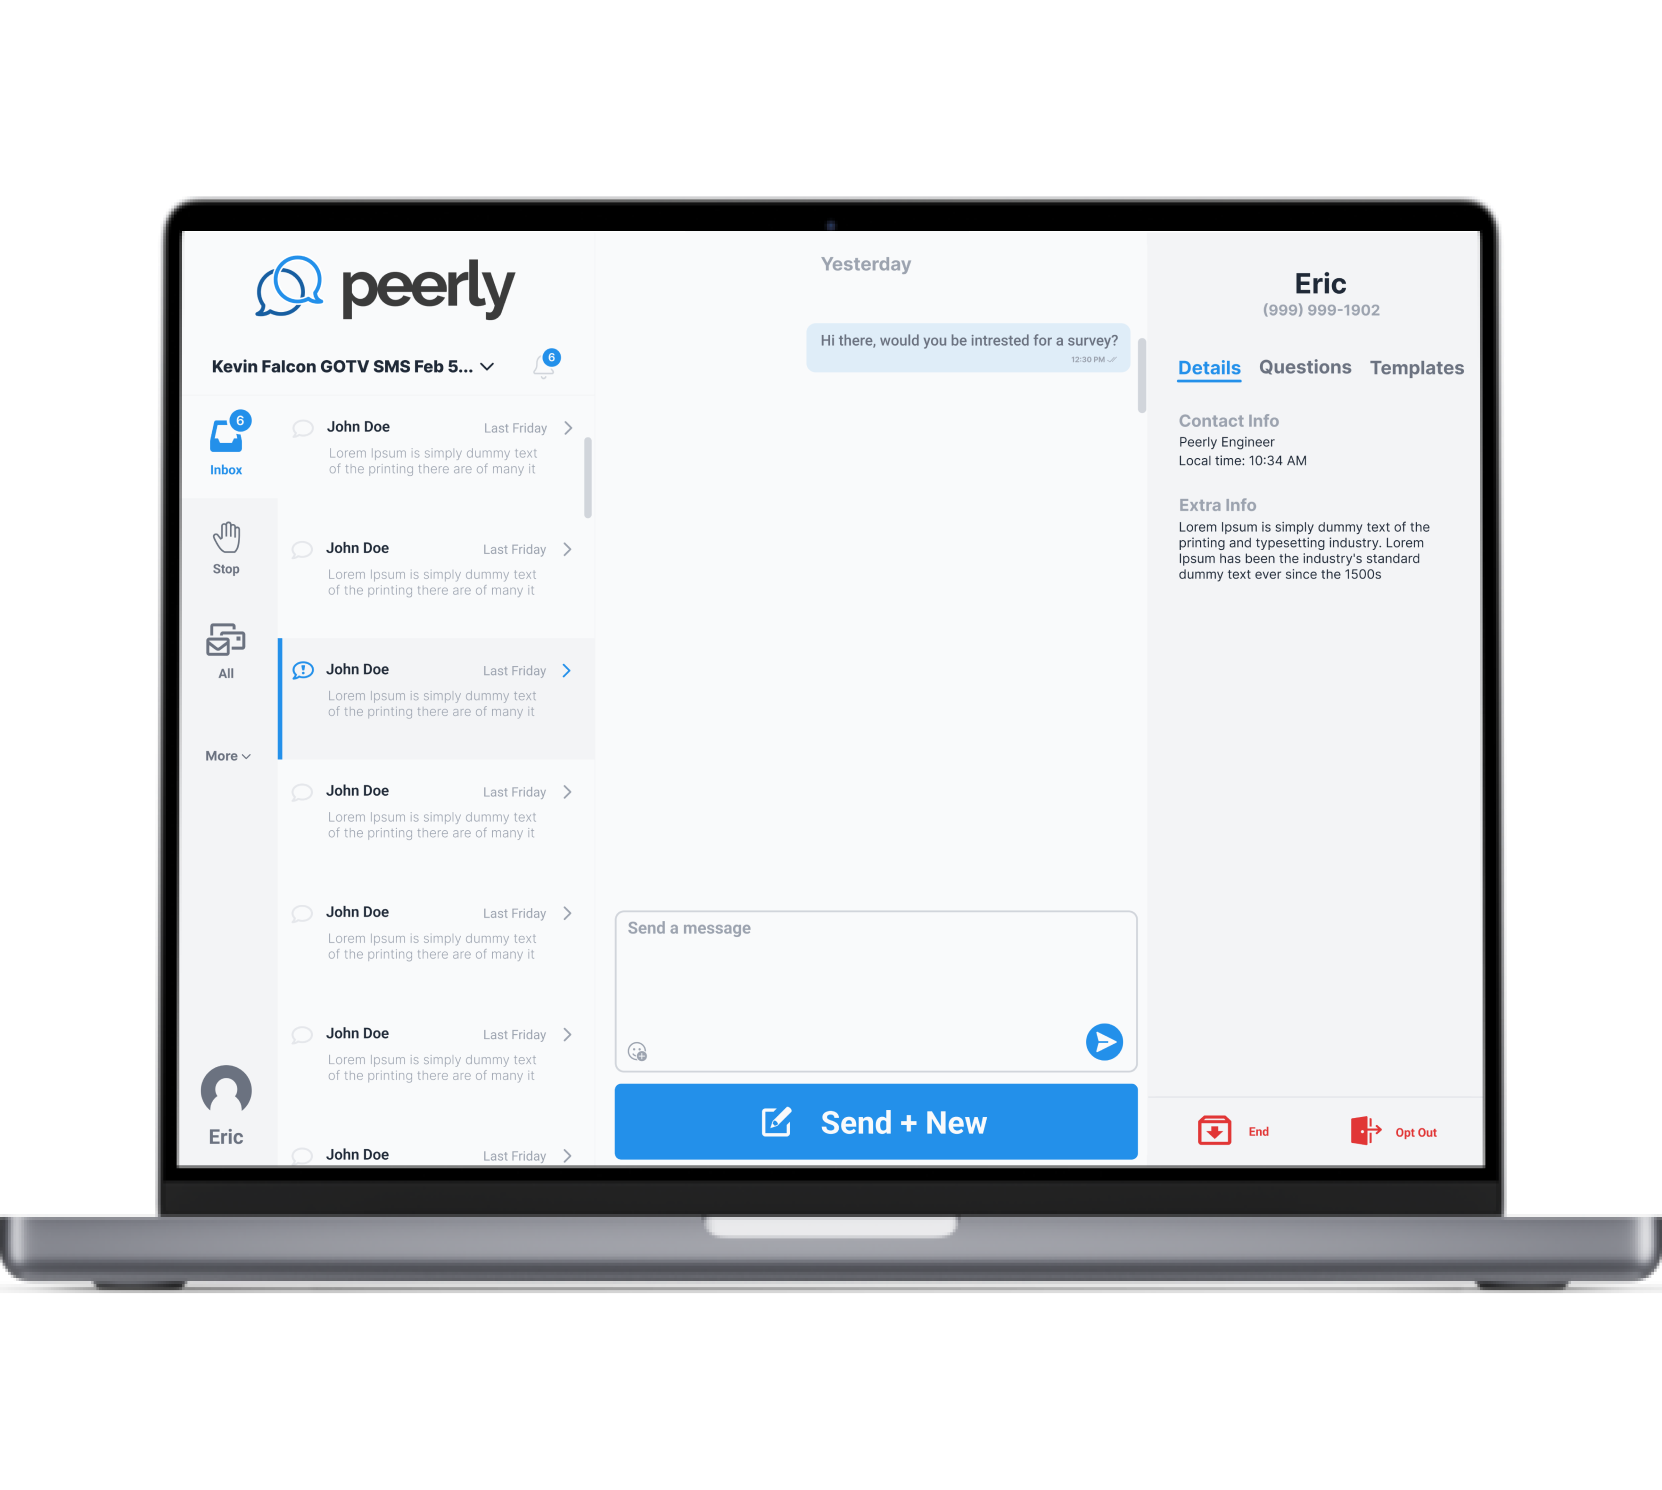 peerly
Kevin Falcon GOTV SMS Feb 5...
6
6
Inbox
Stop
All
More
Eric
John Doe Last Friday
Lorem Ipsum is simply dummy text
of the printing there are of many it
John Doe Last Friday
Lorem Ipsum is simply dummy text
of the printing there are of many it
John Doe Last Friday
Lorem Ipsum is simply dummy text
of the printing there are of many it
John Doe Last Friday
Lorem Ipsum is simply dummy text
of the printing there are of many it
John Doe Last Friday
Lorem Ipsum is simply dummy text
of the printing there are of many it
John Doe Last Friday
Lorem Ipsum is simply dummy text
of the printing there are of many it
John Doe Last Friday
Yesterday
Hi there, would you be intrested for a survey?
12:30 PM
Send a message
Send + New
Eric
(999) 999-1902
Details Questions Templates
Contact Info
Peerly Engineer
Local time: 10:34 AM
Extra Info
Lorem Ipsum is simply dummy text of the
printing and typesetting industry. Lorem
Ipsum has been the industry's standard
dummy text ever since the 1500s
End Opt Out